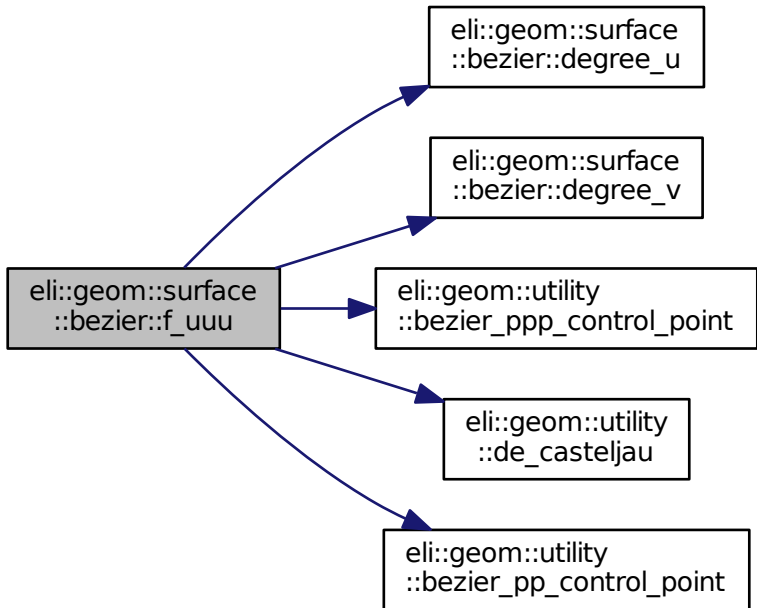 eli::geom::surface
::bezier::degree_u
eli::geom::surface
::bezier::degree_v
eli::geom::surface
::bezier::f_uuu
eli::geom::utility
::bezier_ppp_control_point
eli::geom::utility
::de_casteljau
eli::geom::utility
::bezier_pp_control_point